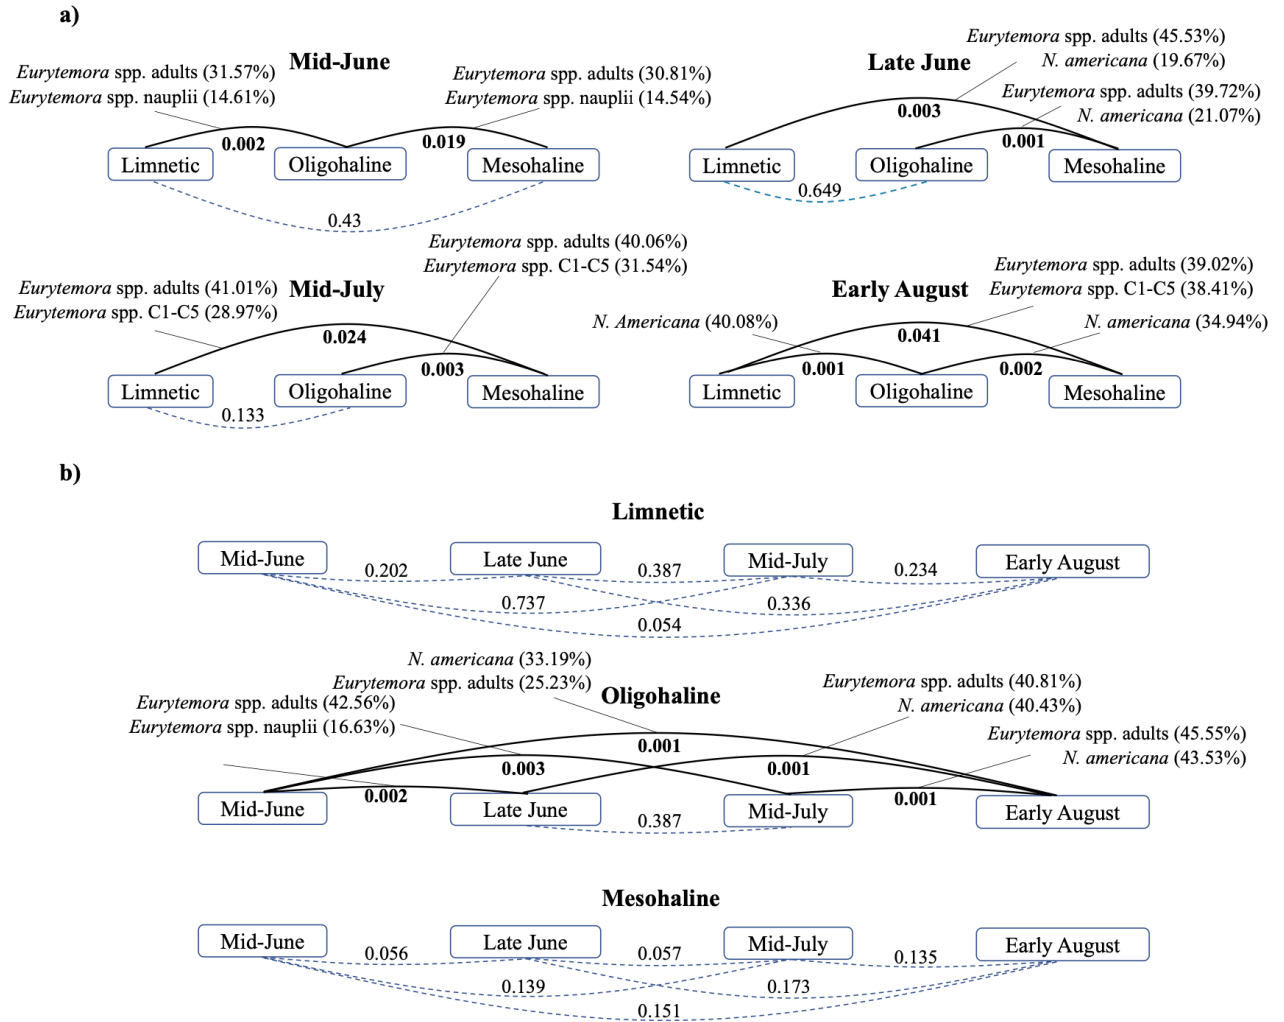 a)
Mid-June
Eurytemora spp. adults (31.57%)
Eurytemora spp. nauplii (14.61%)
Eurytemora spp. adults (30.81%)
Eurytemora spp. nauplii (14.54%)
0.002
0.019
Limnetic
Oligohaline
Mesohaline
0.43
Late June
Eurytemora spp. adults (45.53%)
N. americana (19.67%)
Eurytemora spp. adults (39.72%)
N. americana (21.07%)
0.003
0.001
Limnetic
Oligohaline
Mesohaline
0.649
Mid-July
Eurytemora spp. adults (40.06%)
Eurytemora spp. C1-C5 (31.54%)
Eurytemora spp. adults (41.01%)
Eurytemora spp. C1-C5 (28.97%)
0.024
0.003
Limnetic
Oligohaline
Mesohaline
0.133
Early August
Eurytemora spp. adults (39.02%)
Eurytemora spp. C1-C5 (38.41%)
N. Americana (40.08%)
N. americana (34.94%)
0.041
0.001
0.002
Limnetic
Oligohaline
Mesohaline
b)
Limnetic
Mid-June
Late June
Mid-July
Early August
0.202
0.387
0.234
0.737
0.336
0.054
Oligohaline
N. americana (33.19%)
Eurytemora spp. adults (25.23%)
Eurytemora spp. adults (42.56%)
Eurytemora spp. nauplii (16.63%)
Eurytemora spp. adults (40.81%)
N. americana (40.43%)
Eurytemora spp. adults (45.55%)
N. americana (43.53%)
0.001
0.003
0.001
0.002
0.001
Mid-June
Late June
Mid-July
Early August
0.387
Mesohaline
Mid-June
Late June
Mid-July
Early August
0.056
0.057
0.135
0.139
0.173
0.151